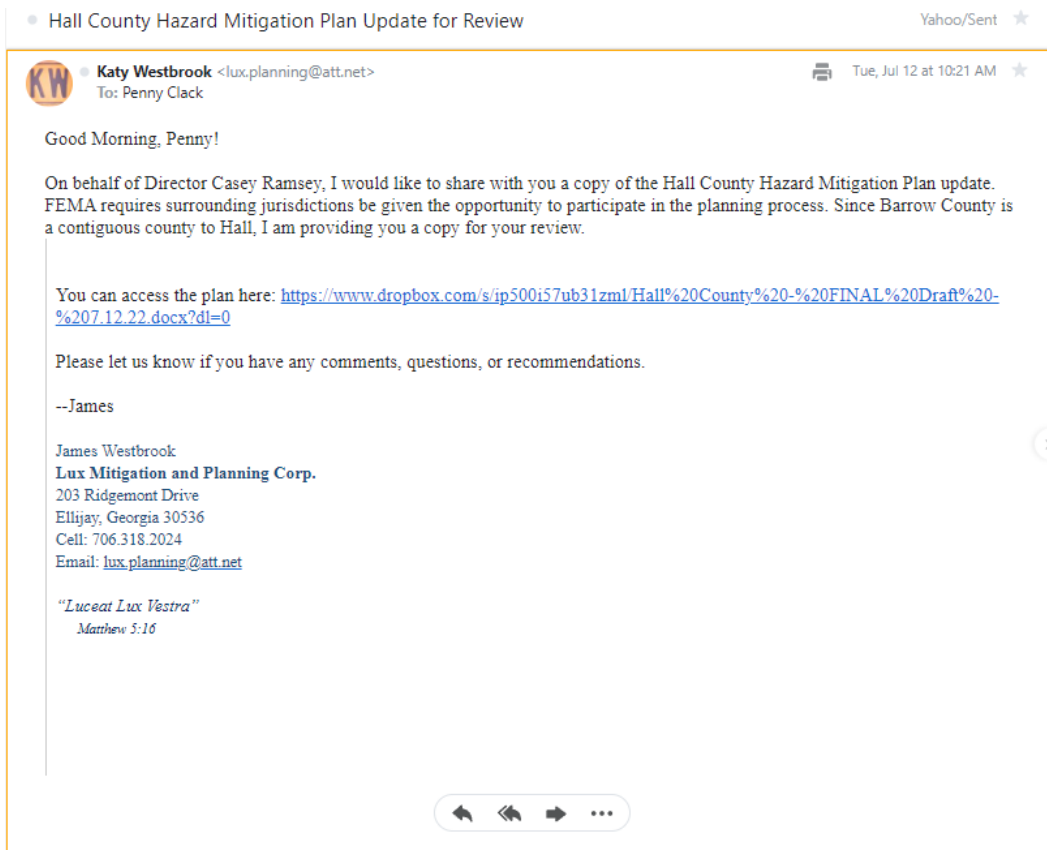 Hall County Hazard Mitigation Plan Update for Review
Yahoo/Sent
KW
Katy Westbrook <lux.planning@att.net>
Tue, Jul 12 at 10:21 AM
To: Penny Clack
Good Morning, Penny!
On behalf of Director Casey Ramsey, I would like to share with you a copy of the Hall County Hazard Mitigation Plan update.
FEMA requires surrounding jurisdictions be given the opportunity to participate in the planning process. Since Barrow County is
a contiguous county to Hall, I am providing you a copy for your review.
You can access the plan here: https://www.dropbox.com/s/ip500i57ub31zml/Hall%20County%20-%20FINAL%20Draft%20-
%207.12.22.docx?dl=0
Please let us know if you have any comments, questions, or recommendations.
--James
James Westbrook
Lux Mitigation and Planning Corp.
203 Ridgemont Drive
Ellijay, Georgia 30536
Cell: 706.318.2024
Email: lux.planning@att.net
“Luceat Lux Vestra”
Matthew 5:16